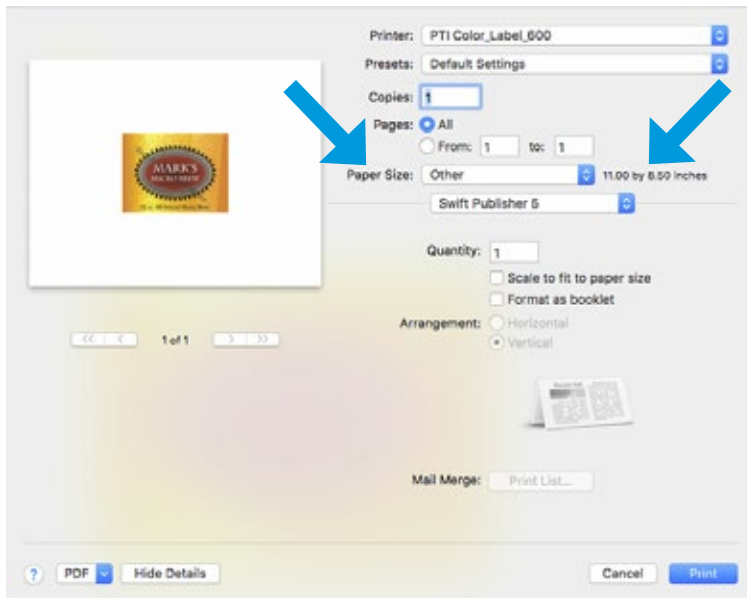 Printer: PTI Color_Label_600
Presets: Default Settings
Copies: 1
Pages: All
From: 1 to: 1
Paper Size: Other 11.00 by 8.50 inches
Swift Publisher 5
MARK'S
MICRO BREW
Quantity: 1
Scale to fit to paper size
Format as booklet
Arrangement: Horizontal
Vertical
<< < 1 of 1 > >>
Mail Merge: Print List...
? PDF Hide Details Cancel Print